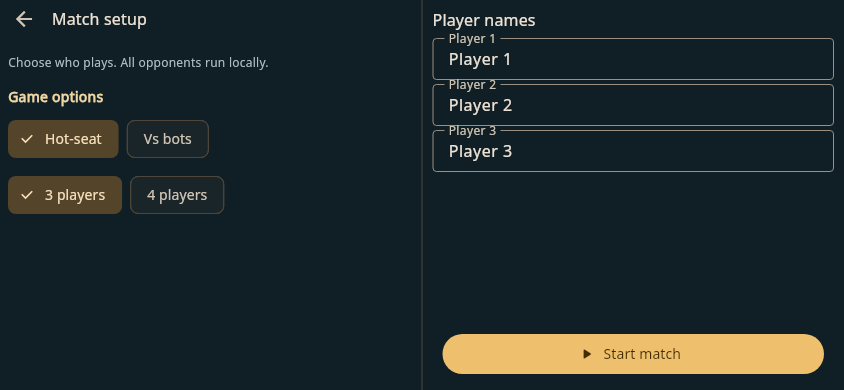 Match setup
Choose who plays. All opponents run locally.
Game options
Hot-seat
Vs bots
3 players
4 players
Player names
Player 1
Player 1
Player 2
Player 2
Player 3
Player 3
Start match